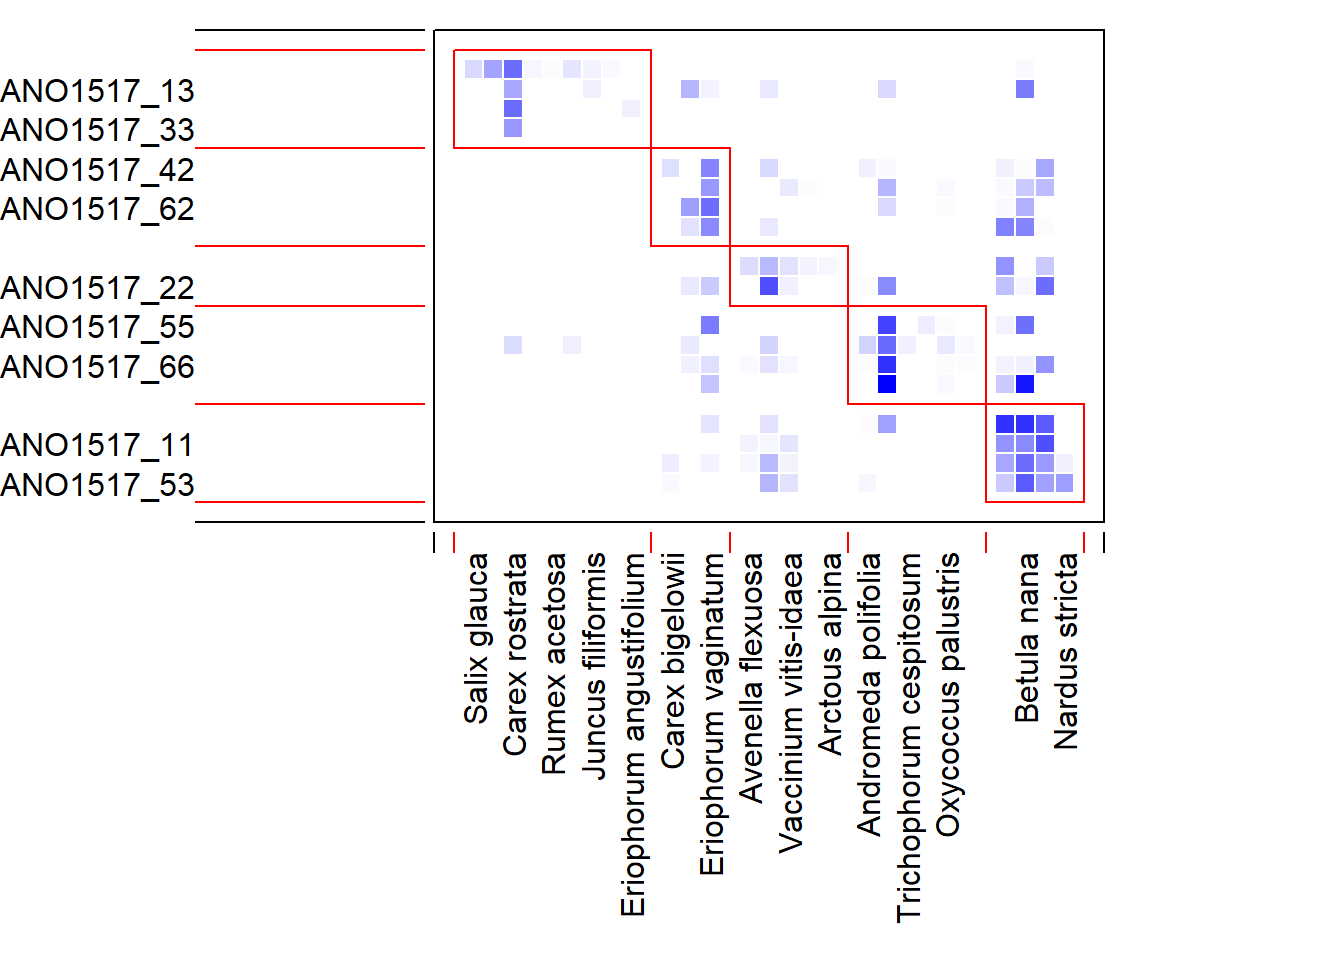 ANO1517_13
ANO1517_33
ANO1517_42
ANO1517_62
ANO1517_22
ANO1517_55
ANO1517_66
ANO1517_11
ANO1517_53
Salix glauca
Carex rostrata
Rumex acetosa
Juncus filiformis
Eriophorum angustifolium
Carex bigelowii
Eriophorum vaginatum
Avenella flexuosa
Vaccinium vitis-idaea
Arctous alpina
Andromeda polifolia
Trichophorum cespitosum
Oxycoccus palustris
Betula nana
Nardus stricta